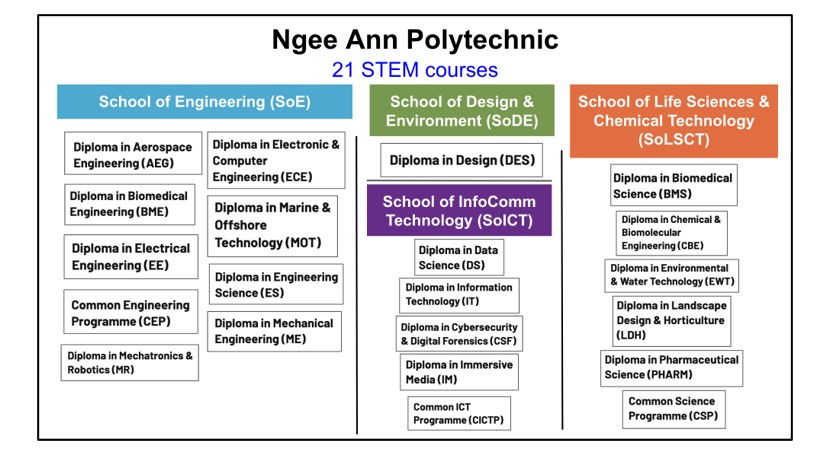 Ngee Ann Polytechnic
21 STEM courses
School of Engineering (SoE)
Diploma in Aerospace
Engineering (AEG)
Diploma in Biomedical
Engineering (BME)
Diploma in Electrical
Engineering (EE)
Common Engineering
Programme (CEP)
Diploma in Mechatronics &
Robotics (MR)
Diploma in Electronic &
Computer
Engineering (ECE)
Diploma in Marine &
Offshore
Technology (MOT)
Diploma in Engineering
Science (ES)
Diploma in Mechanical
Engineering (ME)
School of Design &
Environment (SoDE)
Diploma in Design (DES)
School of InfoComm
Technology (SoICT)
Diploma in Data
Science (DS)
Diploma in Information
Technology (IT)
Diploma in Cybersecurity
& Digital Forensics (CSF)
Diploma in Immersive
Media (IM)
Common ICT
Programme (CICTP)
School of Life Sciences &
Chemical Technology
(SoLSCT)
Diploma in Biomedical
Science (BMS)
Diploma in Chemical &
Biomolecular
Engineering (CBE)
Diploma in Environmental
& Water Technology (EWT)
Diploma in Landscape
Design & Horticulture
(LDH)
Diploma in Pharmaceutical
Science (PHARM)
Common Science
Programme (CSP)